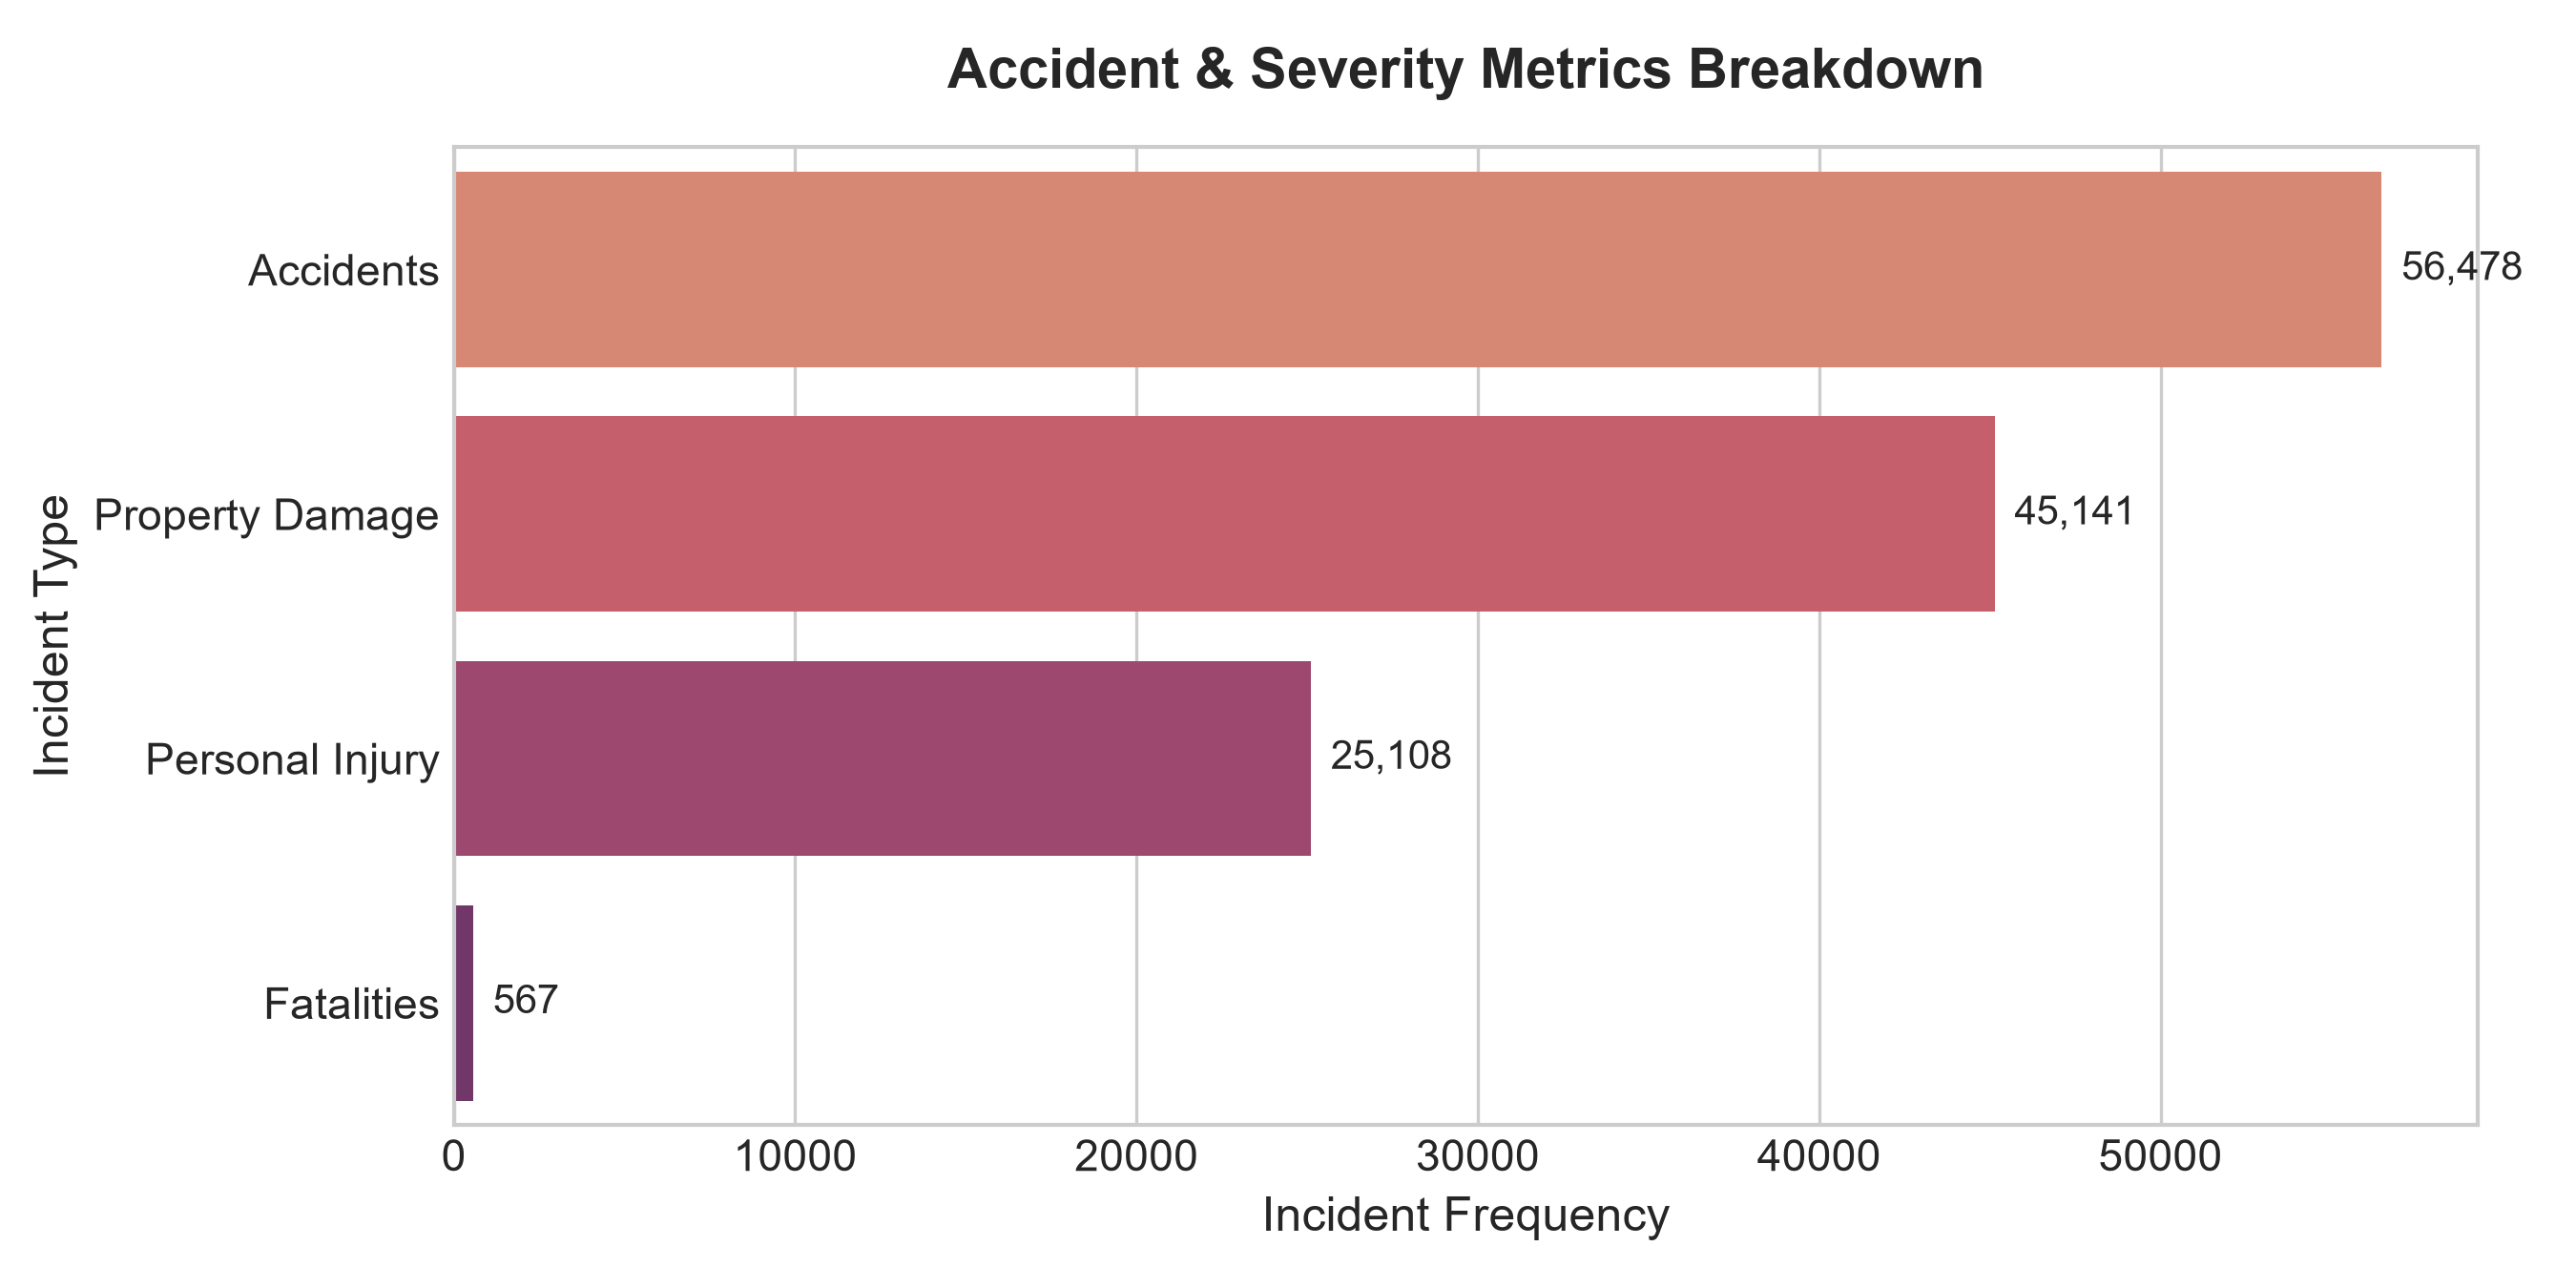 Accident & Severity Metrics Breakdown
Incident Type
Accidents
56,478
Property Damage
45,141
Personal Injury
25,108
Fatalities
567
0 10000 20000 30000 40000 50000
Incident Frequency